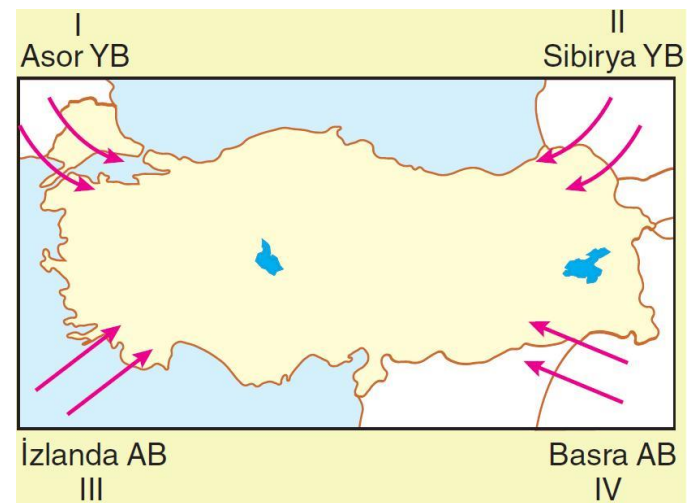 I
Asor YB
II
Sibirya YB
İzlanda AB
III
Basra AB
IV